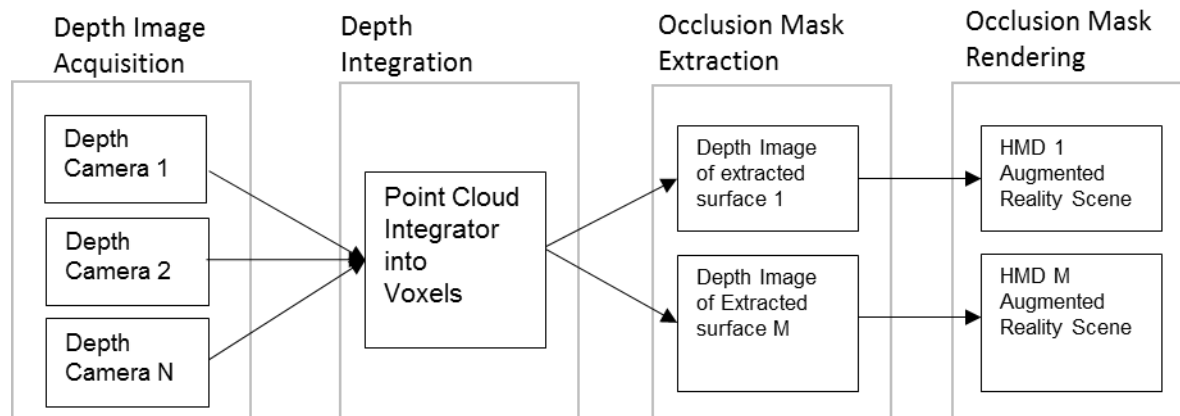 Depth Image
Acquisition
Depth
Integration
Occlusion Mask
Extraction
Occlusion Mask
Rendering
Depth
Camera 1
Depth
Camera 2
Depth
Camera N
Point Cloud
Integrator
into
Voxels
Depth Image
of extracted
surface 1
Depth Image
of Extracted
surface M
HMD 1
Augmented
Reality Scene
HMD M
Augmented
Reality Scene